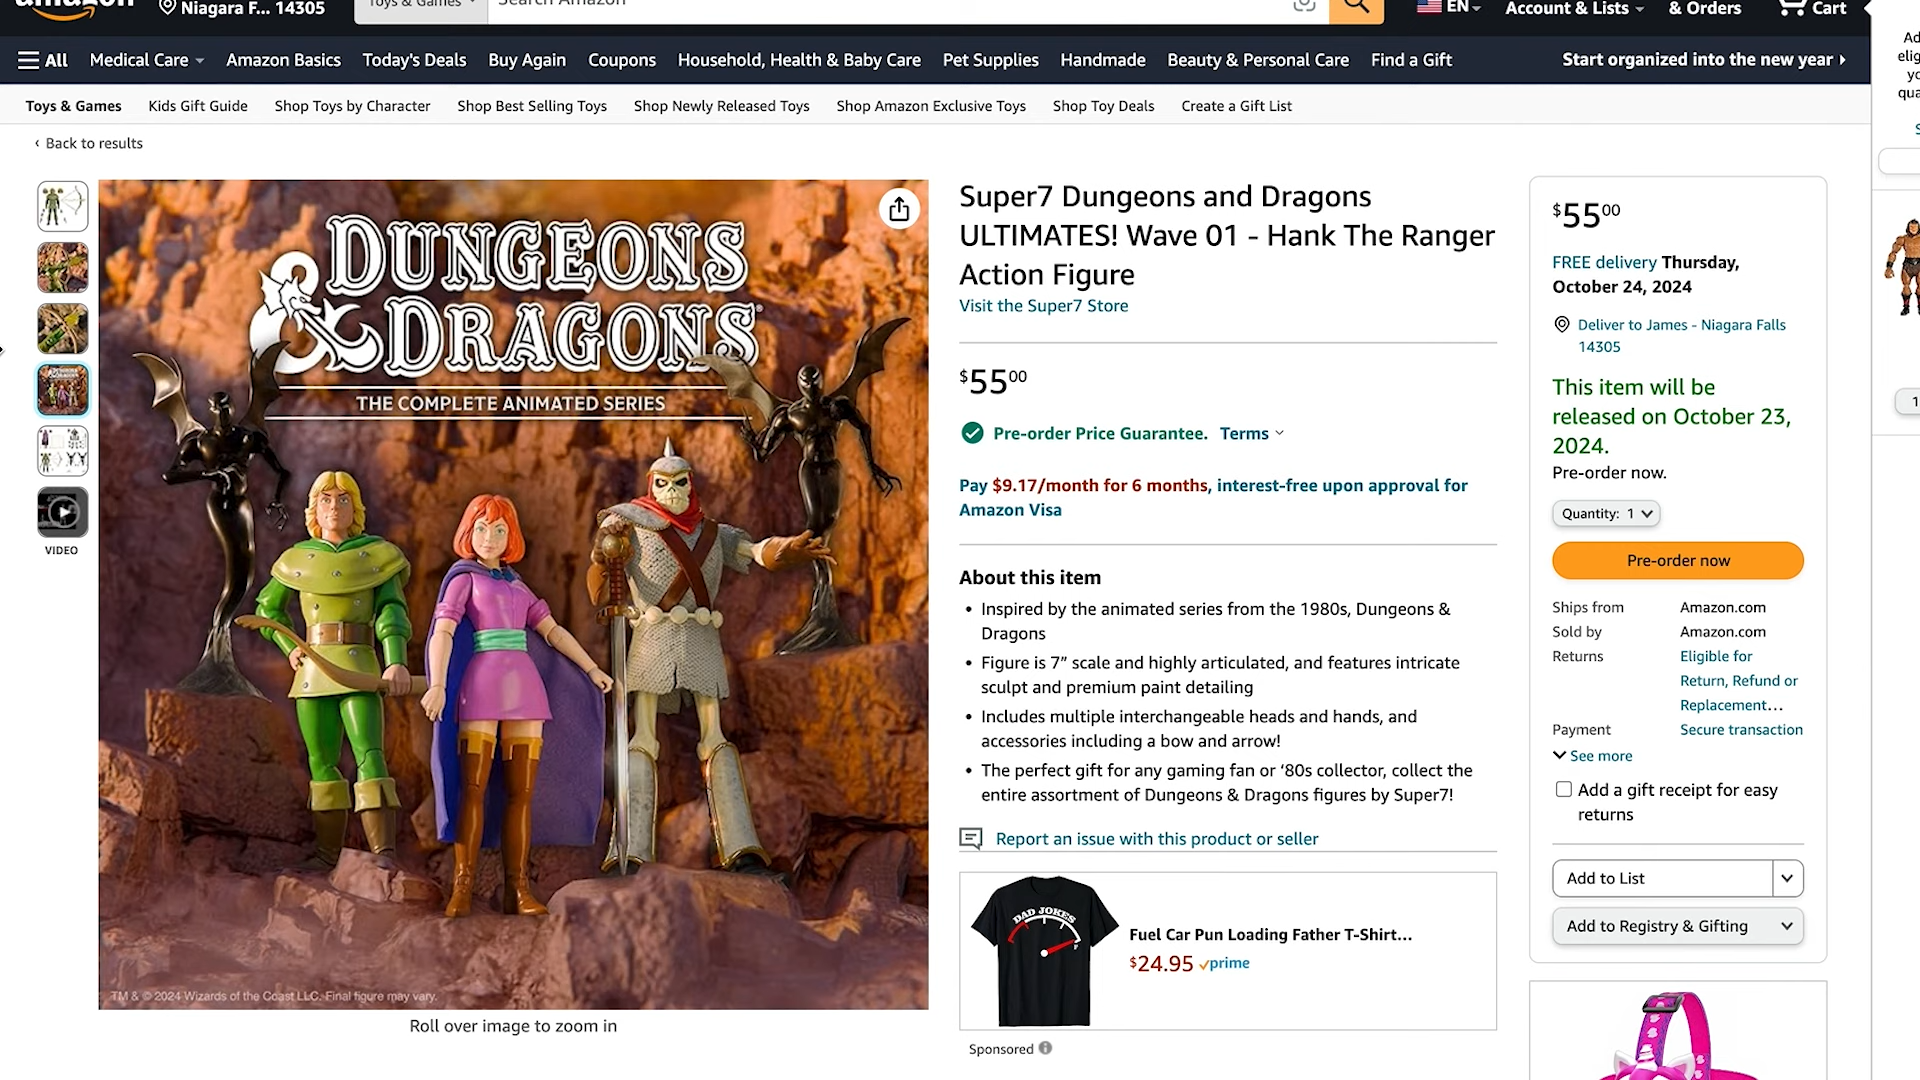 Niagara F... 14305
EN
Account & Lists
& Orders
Cart
All
Medical Care
Amazon Basics
Today's Deals
Buy Again
Coupons
Household, Health & Baby Care
Pet Supplies
Handmade
Beauty & Personal Care
Find a Gift
Start organized into the new year
Toys & Games
Kids Gift Guide
Shop Toys by Character
Shop Best Selling Toys
Shop Newly Released Toys
Shop Amazon Exclusive Toys
Shop Toy Deals
Create a Gift List
‹ Back to results
VIDEO
DUNGEONS
& DRAGONS
THE COMPLETE ANIMATED SERIES
TM & © 2024 Wizards of the Coast LLC. Final figure may vary.
Roll over image to zoom in
Super7 Dungeons and Dragons
ULTIMATES! Wave 01 - Hank The Ranger
Action Figure
Visit the Super7 Store
$5500
Pre-order Price Guarantee. Terms
Pay $9.17/month for 6 months, interest-free upon approval for
Amazon Visa
About this item
• Inspired by the animated series from the 1980s, Dungeons &
Dragons
• Figure is 7” scale and highly articulated, and features intricate
sculpt and premium paint detailing
• Includes multiple interchangeable heads and hands, and
accessories including a bow and arrow!
• The perfect gift for any gaming fan or ‘80s collector, collect the
entire assortment of Dungeons & Dragons figures by Super7!
Report an issue with this product or seller
DAD JOKES
F
Fuel Car Pun Loading Father T-Shirt...
$24.95 prime
Sponsored
$5500
FREE delivery Thursday,
October 24, 2024
Deliver to James - Niagara Falls
14305
This item will be
released on October 23,
2024.
Pre-order now.
Quantity: 1
Pre-order now
Ships from Amazon.com
Sold by Amazon.com
Returns Eligible for
Return, Refund or
Replacement...
Payment Secure transaction
See more
Add a gift receipt for easy
returns
Add to List
Add to Registry & Gifting